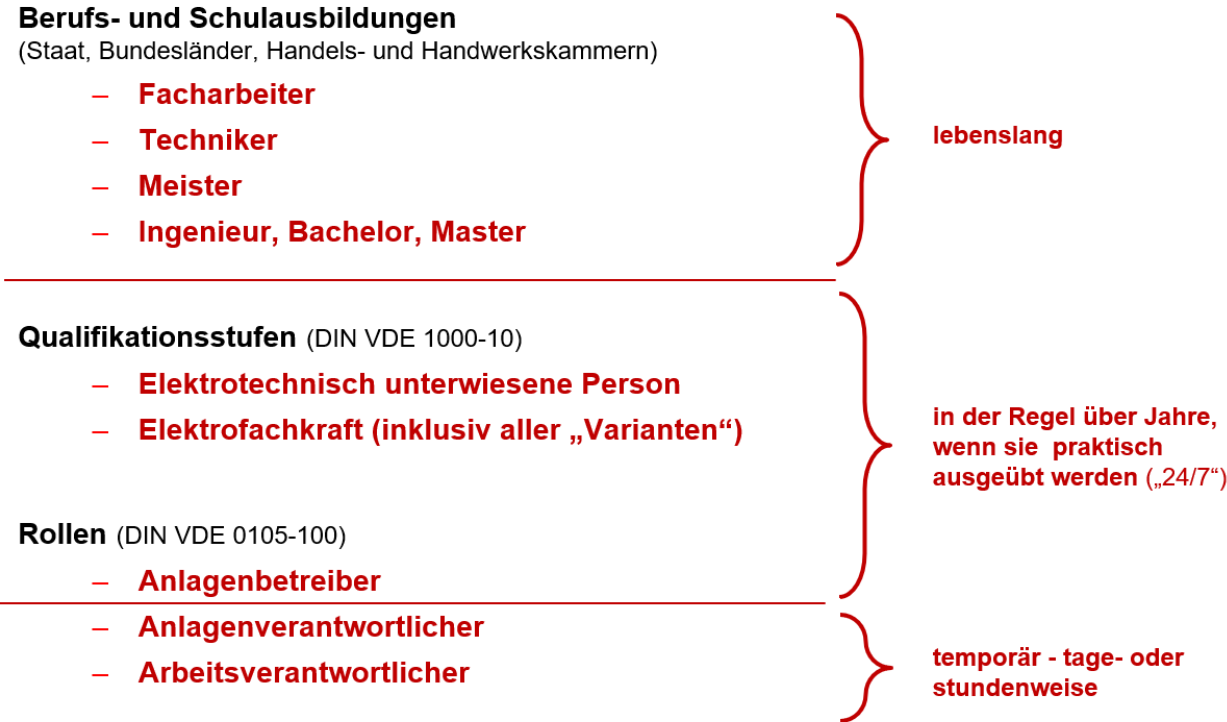 Berufs- und Schulausbildungen
(Staat, Bundesländer, Handels- und Handwerkskammern)
– Facharbeiter
– Techniker
– Meister
– Ingenieur, Bachelor, Master
lebenslang
Qualifikationsstufen (DIN VDE 1000-10)
– Elektrotechnisch unterwiesene Person
– Elektrofachkraft (inklusiv aller „Varianten“)
Rollen (DIN VDE 0105-100)
– Anlagenbetreiber
in der Regel über Jahre,
wenn sie praktisch
ausgeübt werden („24/7“)
– Anlagenverantwortlicher
– Arbeitsverantwortlicher
temporär - tage- oder
stundenweise